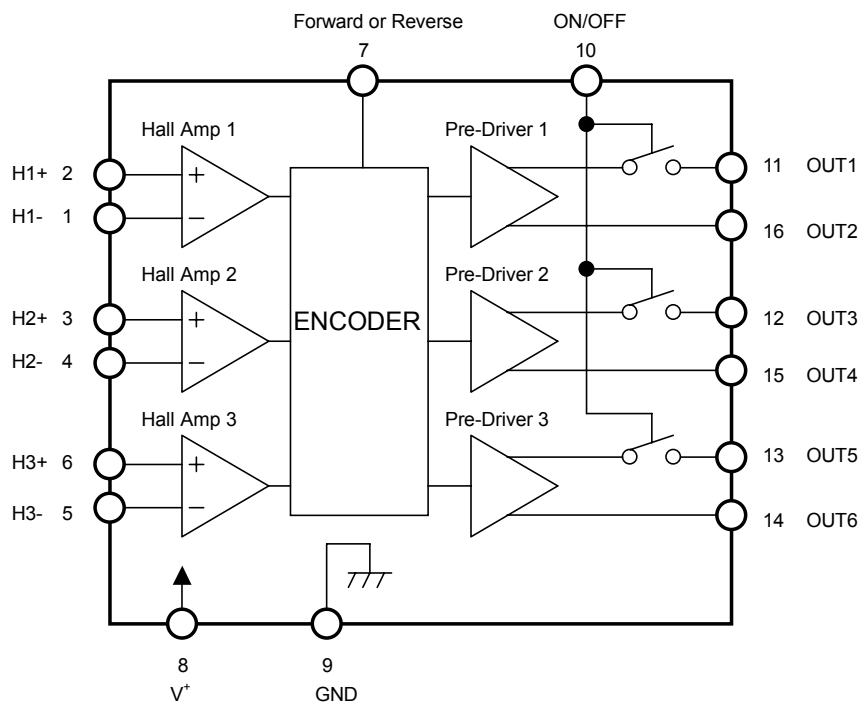 Forward or Reverse ON/OFF
7 10
Hall Amp 1 Pre-Driver 1
H1+ 2 + 11 OUT1
H1- 1 − 16 OUT2
Hall Amp 2 Pre-Driver 2
H2+ 3 + ENCODER 12 OUT3
H2- 4 − 15 OUT4
Hall Amp 3 Pre-Driver 3
H3+ 6 + 13 OUT5
H3- 5 − 14 OUT6
8 9
V+ GND